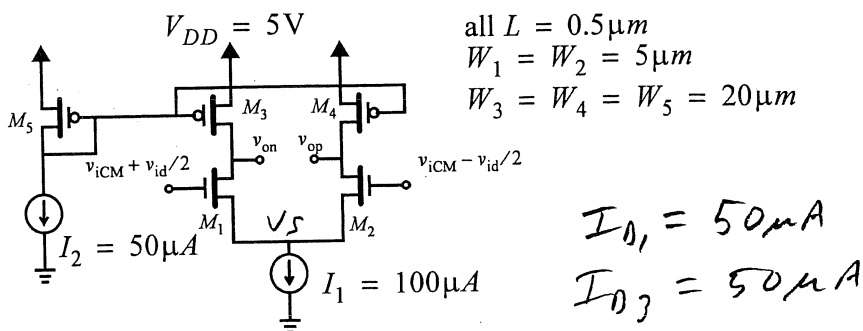 V_DD = 5V
all L = 0.5μm
W_1 = W_2 = 5μm
W_3 = W_4 = W_5 = 20μm
M_5
M_3
M_4
v_on
v_op
v_iCM + v_id/2
v_iCM − v_id/2
M_1
V_S
M_2
I_2 = 50μA
I_1 = 100μA
I_D1 = 50μA
I_D3 = 50μA